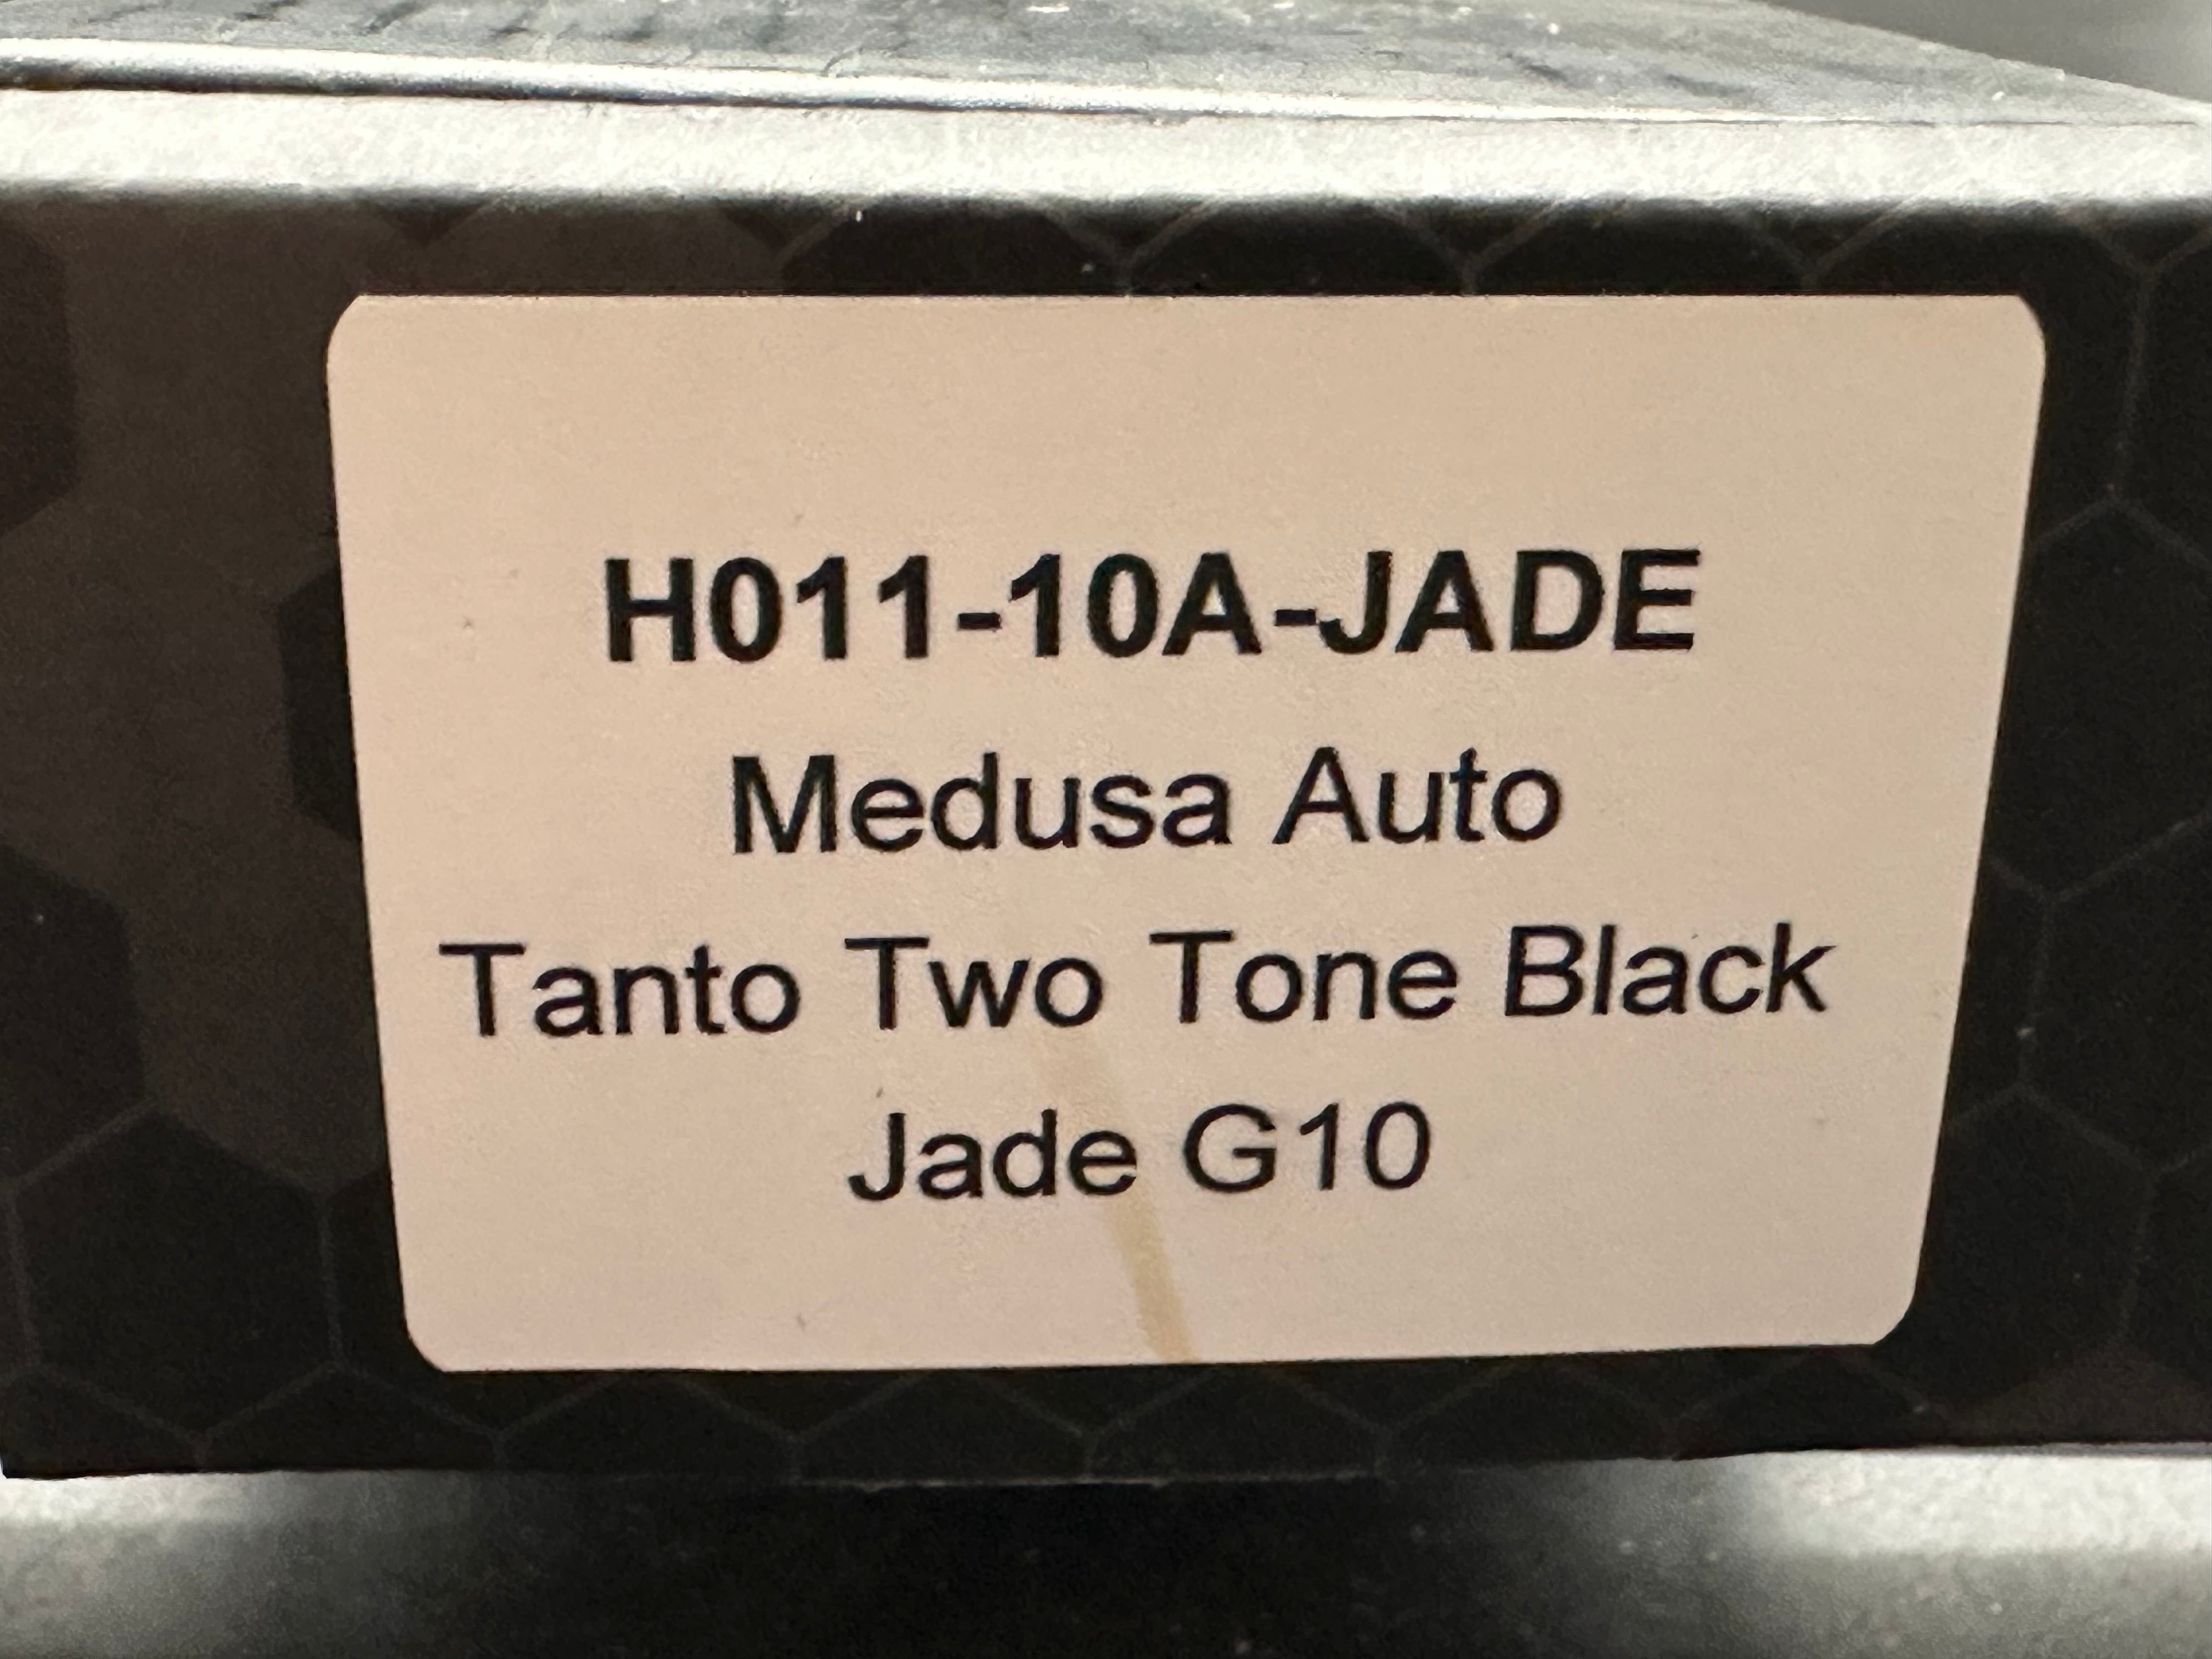 H011-10A-JADE
Medusa Auto
Tanto Two Tone Black
Jade G10